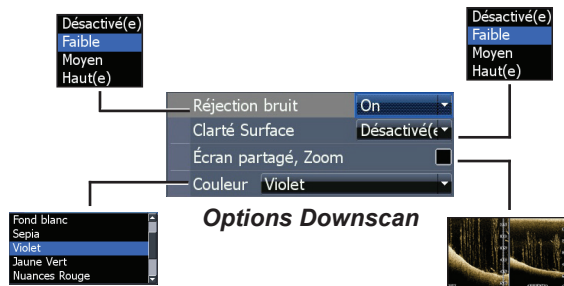 Désactivé(e)
Faible
Moyen
Haut(e)
Désactivé(e)
Faible
Moyen
Haut(e)
Réjection bruit On
Clarté Surface Désactivé(e
Écran partagé, Zoom
Couleur Violet
Options Downscan
Fond blanc
Sepia
Violet
Jaune Vert
Nuances Rouge